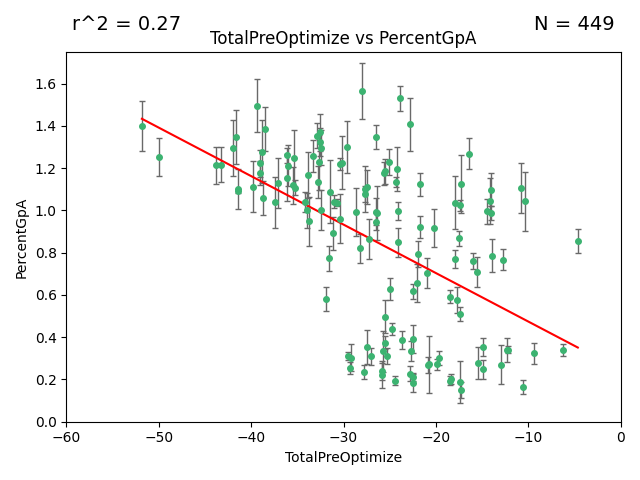 r^2 = 0.27
N = 449
TotalPreOptimize vs PercentGpA
PercentGpA
1.6
1.4
1.2
1.0
0.8
0.6
0.4
0.2
0.0
−60 −50 −40 −30 −20 −10 0
TotalPreOptimize